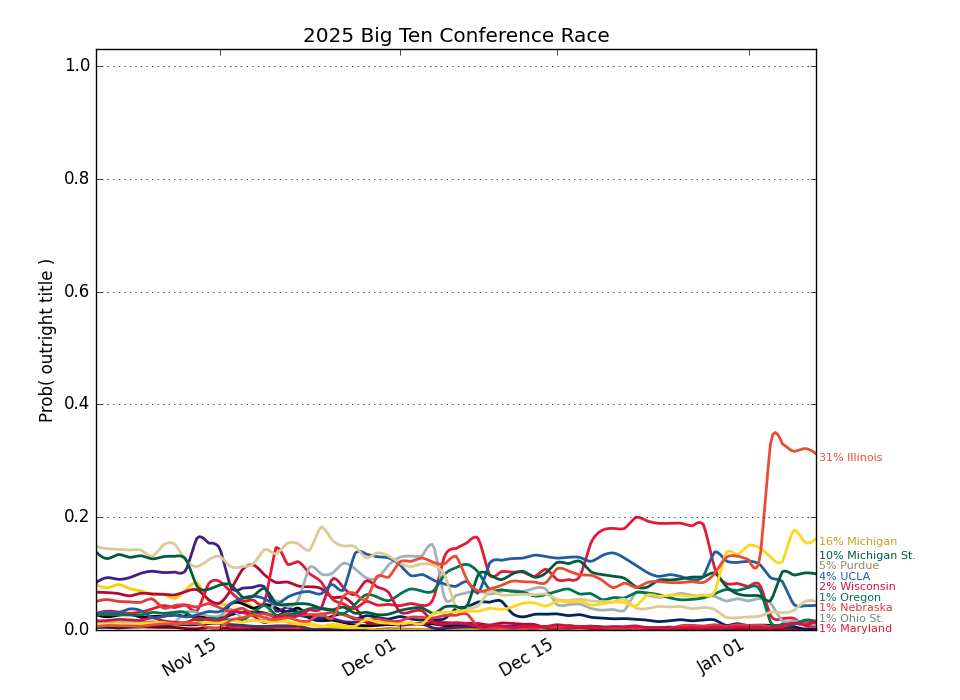 2025 Big Ten Conference Race
Prob( outright title )
1.0
0.8
0.6
0.4
0.2
0.0
Nov 15
Dec 01
Dec 15
Jan 01
31% Illinois
16% Michigan
10% Michigan St.
5% Purdue
4% UCLA
2% Wisconsin
1% Oregon
1% Nebraska
1% Ohio St.
1% Maryland